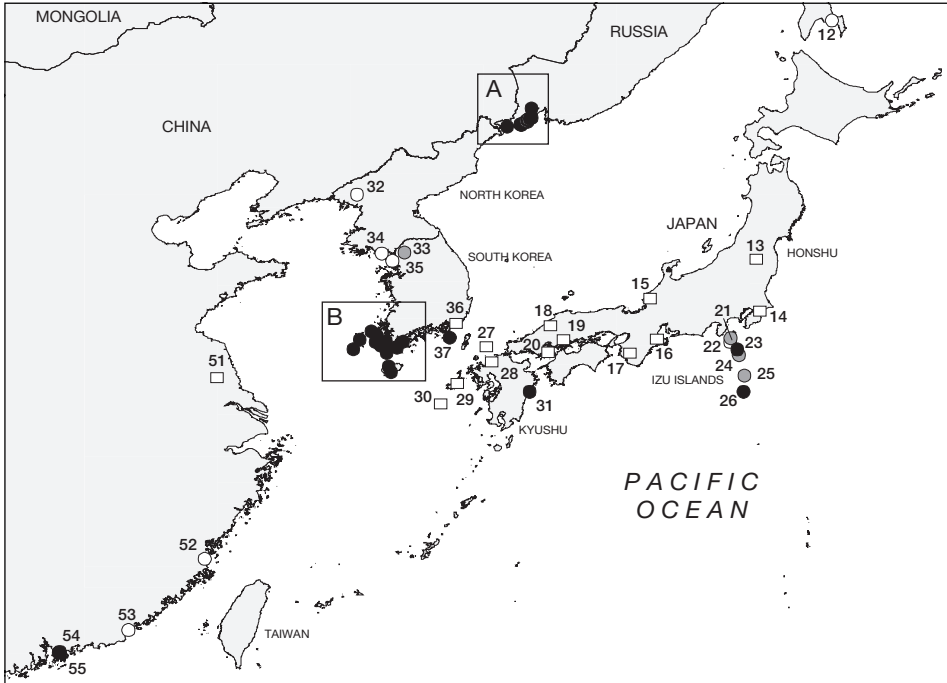 MONGOLIA
RUSSIA
12
A
CHINA
32
NORTH KOREA
JAPAN
34
33
13
HONSHU
35
SOUTH KOREA
15
B
36
18
14
21
27
19
37
22
23
20
16
24
51
28
17
IZU ISLANDS
25
30
29
31
26
KYUSHU
PACIFIC
OCEAN
52
53
54
TAIWAN
55